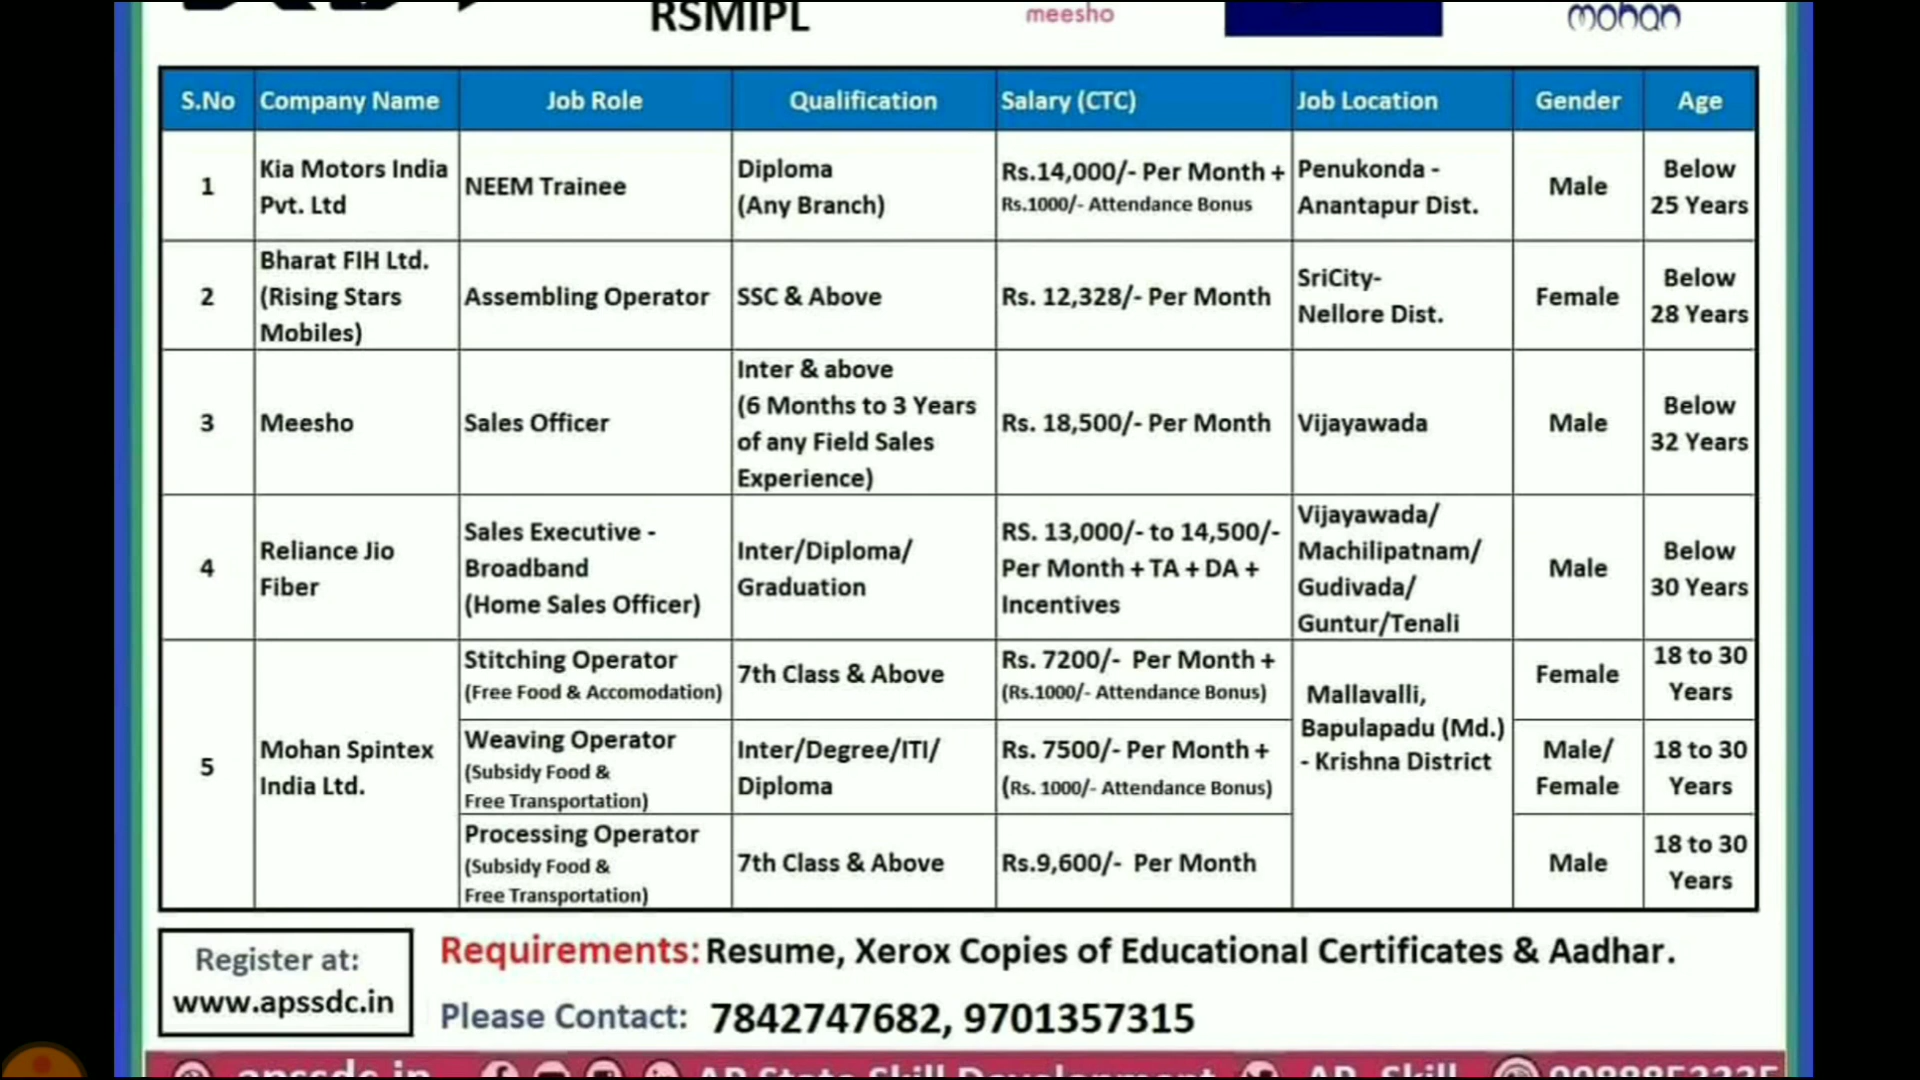 RSMIPL
meesho
mohan
S.No Company Name Job Role Qualification Salary (CTC) Job Location Gender Age
1
Kia Motors India
Pvt. Ltd
NEEM Trainee
Diploma
(Any Branch)
Rs.14,000/- Per Month +
Rs.1000/- Attendance Bonus
Penukonda -
Anantapur Dist.
Male
Below
25 Years
2
Bharat FIH Ltd.
(Rising Stars
Mobiles)
Assembling Operator
SSC & Above
Rs. 12,328/- Per Month
SriCity-
Nellore Dist.
Female
Below
28 Years
3
Meesho
Sales Officer
Inter & above
(6 Months to 3 Years
of any Field Sales
Experience)
Rs. 18,500/- Per Month
Vijayawada
Male
Below
32 Years
4
Reliance Jio
Fiber
Sales Executive -
Broadband
(Home Sales Officer)
Inter/Diploma/
Graduation
RS. 13,000/- to 14,500/-
Per Month + TA + DA +
Incentives
Vijayawada/
Machilipatnam/
Gudivada/
Guntur/Tenali
Male
Below
30 Years
5
Mohan Spintex
India Ltd.
Stitching Operator
(Free Food & Accomodation)
7th Class & Above
Rs. 7200/- Per Month +
(Rs.1000/- Attendance Bonus)
Mallavalli,
Bapulapadu (Md.)
- Krishna District
Female
18 to 30
Years
Weaving Operator
(Subsidy Food &
Free Transportation)
Inter/Degree/ITI/
Diploma
Rs. 7500/- Per Month +
(Rs. 1000/- Attendance Bonus)
Male/
Female
18 to 30
Years
Processing Operator
(Subsidy Food &
Free Transportation)
7th Class & Above
Rs.9,600/- Per Month
Male
18 to 30
Years
Register at:
www.apssdc.in
Requirements: Resume, Xerox Copies of Educational Certificates & Aadhar.
Please Contact: 7842747682, 9701357315
apssdc.in AP State Skill Development AP_Skill